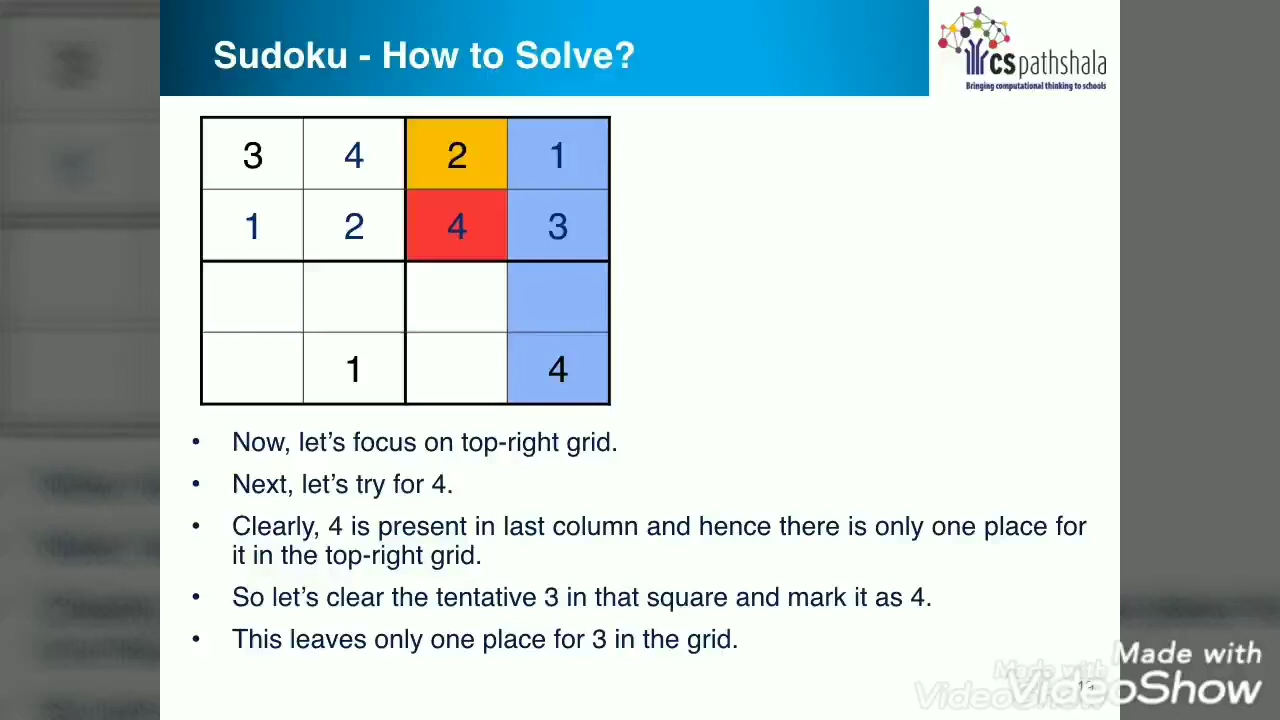 Sudoku - How to Solve?
CSpathshala
Bringing computational thinking to schools
3 4 2 1
1 2 4 3
1 4
• Now, let's focus on top-right grid.
• Next, let's try for 4.
• Clearly, 4 is present in last column and hence there is only one place for
it in the top-right grid.
• So let's clear the tentative 3 in that square and mark it as 4.
• This leaves only one place for 3 in the grid.
Made with
VideoShow